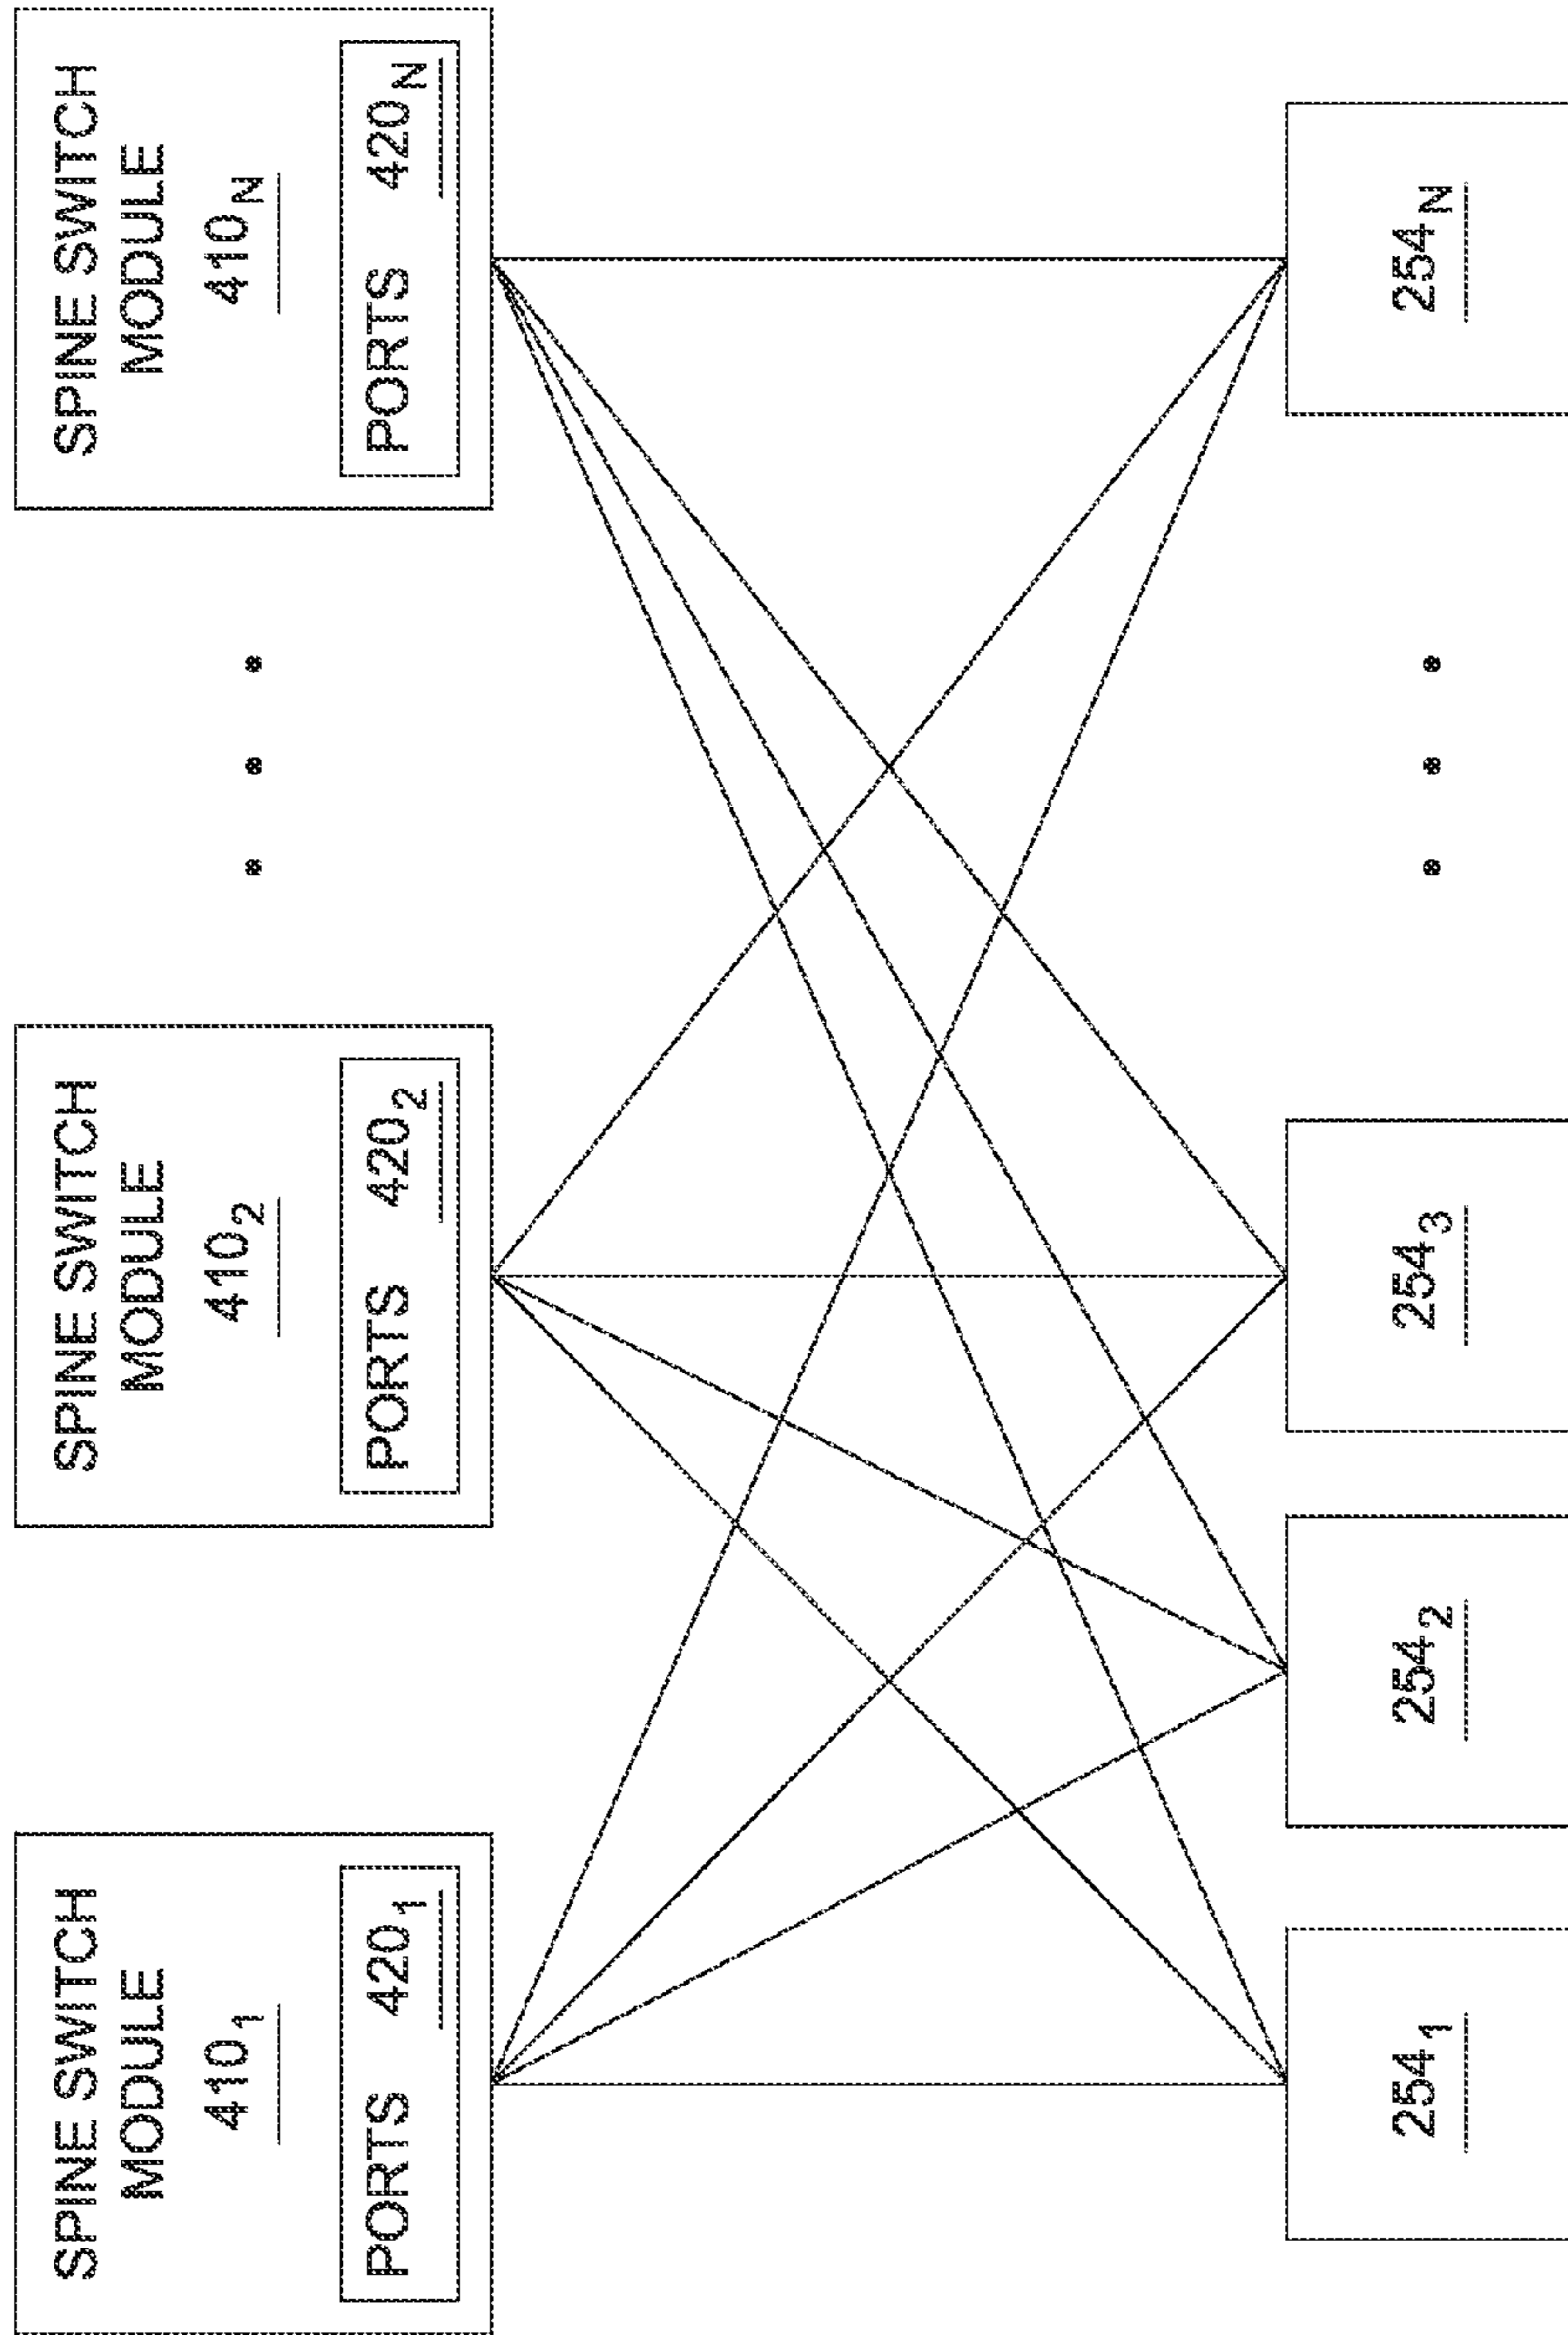 SPINE SWITCH
MODULE
410₁
PORTS 420₁
SPINE SWITCH
MODULE
410₂
PORTS 420₂
SPINE SWITCH
MODULE
410N
PORTS 420N
254₁
254₂
254₃
254N